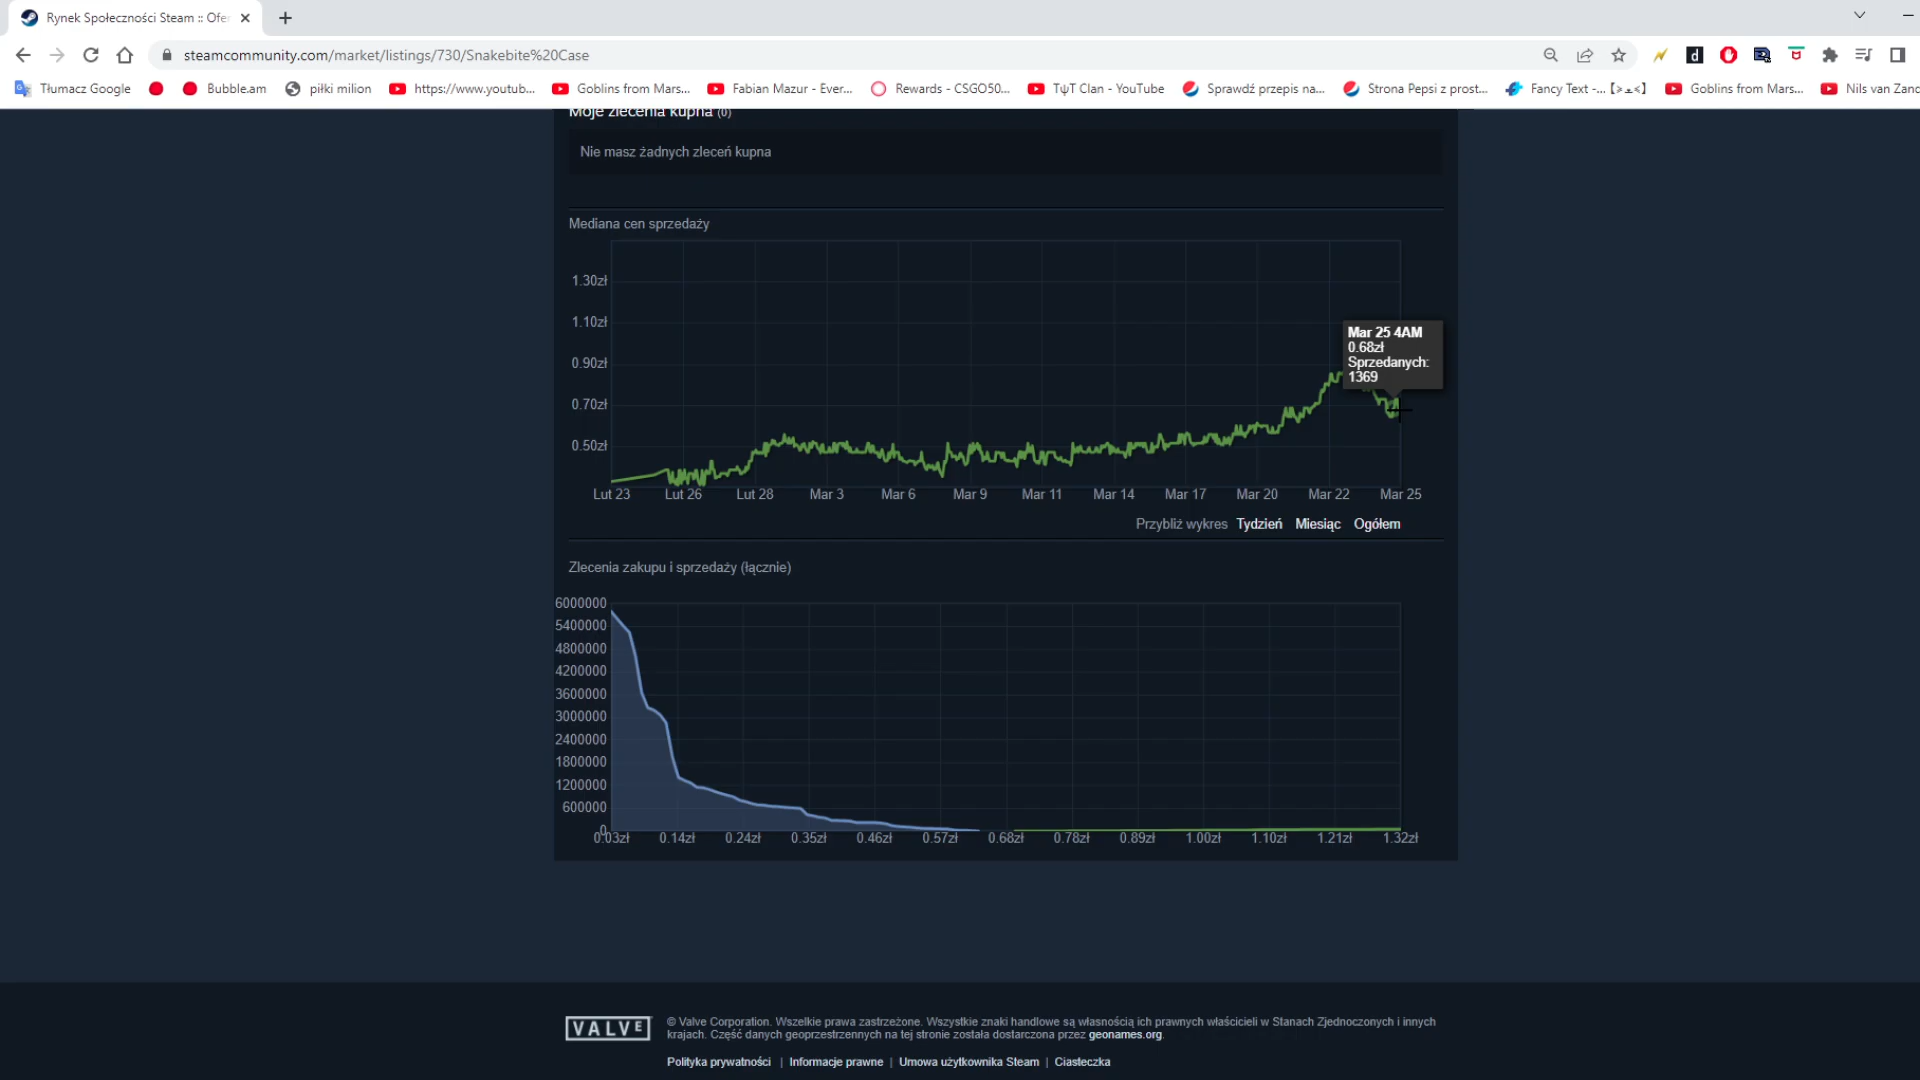 Rynek Społeczności Steam :: Ofer
steamcommunity.com/market/listings/730/Snakebite%20Case
Tłumacz Google
Bubble.am
piłki milion
https://www.youtub...
Goblins from Mars...
Fabian Mazur - Ever...
Rewards - CSGO50...
TψT Clan - YouTube
Sprawdź przepis na...
Strona Pepsi z prost...
Fancy Text -...
Goblins from Mars...
Nils van Zanc
Moje zlecenia kupna (0)
Nie masz żadnych zleceń kupna
Mediana cen sprzedaży
1.30zł
1.10zł
0.90zł
0.70zł
0.50zł
Mar 25 4AM
0.68zł
Sprzedanych:
1369
Lut 23 Lut 26 Lut 28 Mar 3 Mar 6 Mar 9 Mar 11 Mar 14 Mar 17 Mar 20 Mar 22 Mar 25
Przybliż wykres Tydzień Miesiąc Ogółem
Zlecenia zakupu i sprzedaży (łącznie)
6000000
5400000
4800000
4200000
3600000
3000000
2400000
1800000
1200000
600000
0
0.03zł 0.14zł 0.24zł 0.35zł 0.46zł 0.57zł 0.68zł 0.78zł 0.89zł 1.00zł 1.10zł 1.21zł 1.32zł
VALVE
© Valve Corporation. Wszelkie prawa zastrzeżone. Wszystkie znaki handlowe są własnością ich prawnych właścicieli w Stanach Zjednoczonych i innych
krajach. Część danych geoprzestrzennych na tej stronie została dostarczona przez geonames.org.
Polityka prywatności | Informacje prawne | Umowa użytkownika Steam | Ciasteczka